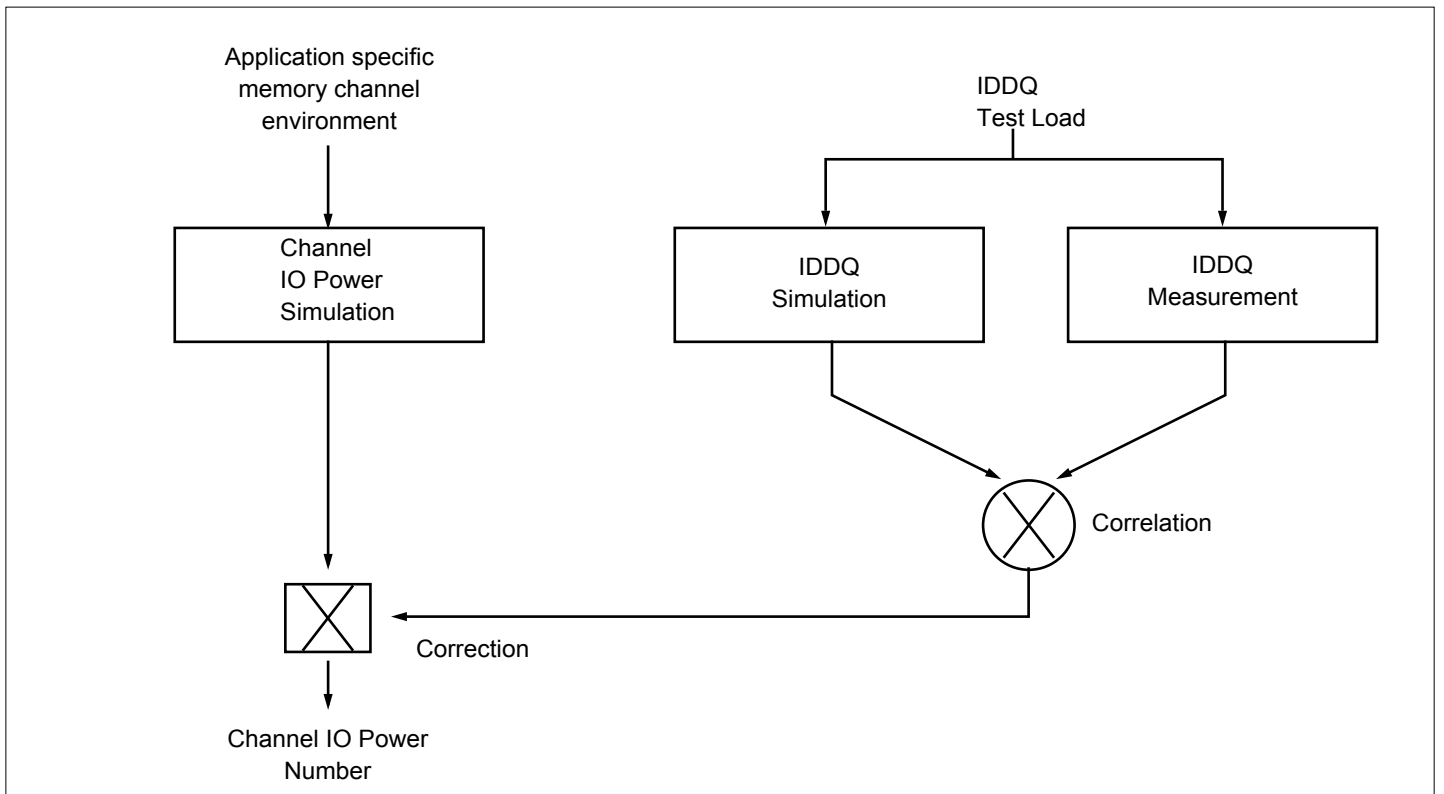 Application specific
memory channel
environment
IDDQ
Test Load
Channel
IO Power
Simulation
IDDQ
Simulation
IDDQ
Measurement
Correlation
Correction
Channel IO Power
Number